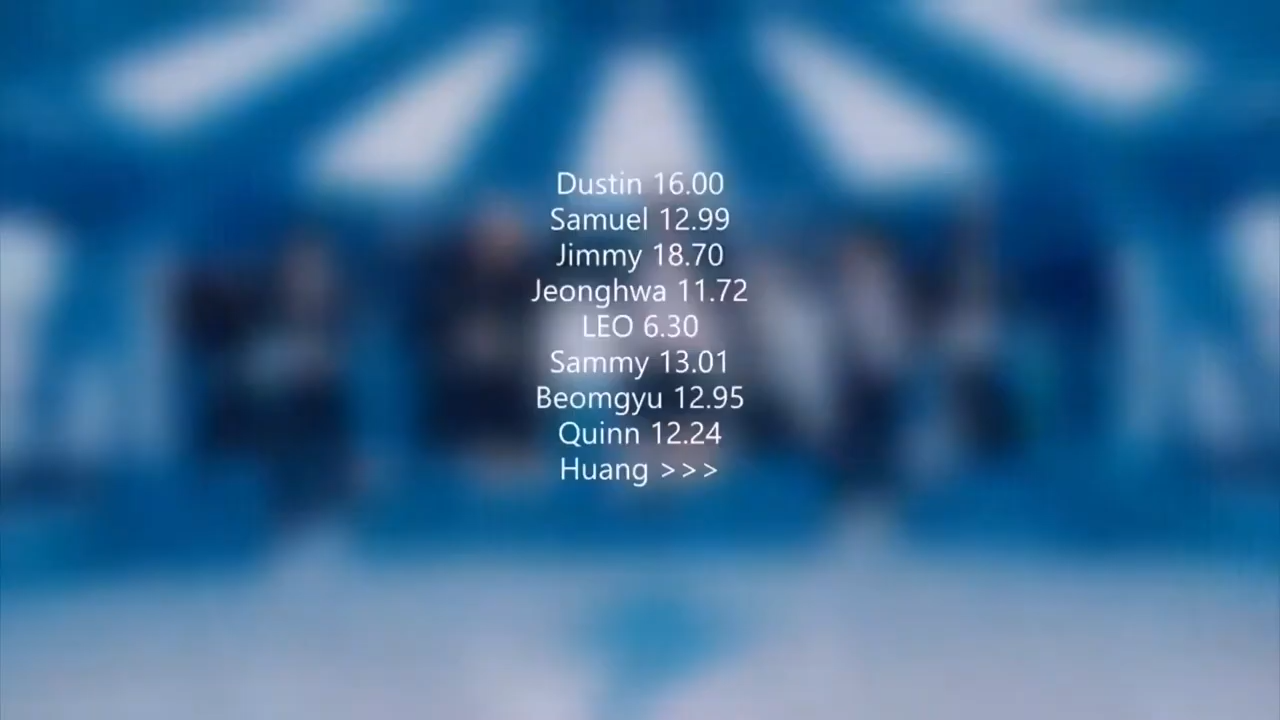 Dustin 16.00
Samuel 12.99
Jimmy 18.70
Jeonghwa 11.72
LEO 6.30
Sammy 13.01
Beomgyu 12.95
Quinn 12.24
Huang >>>